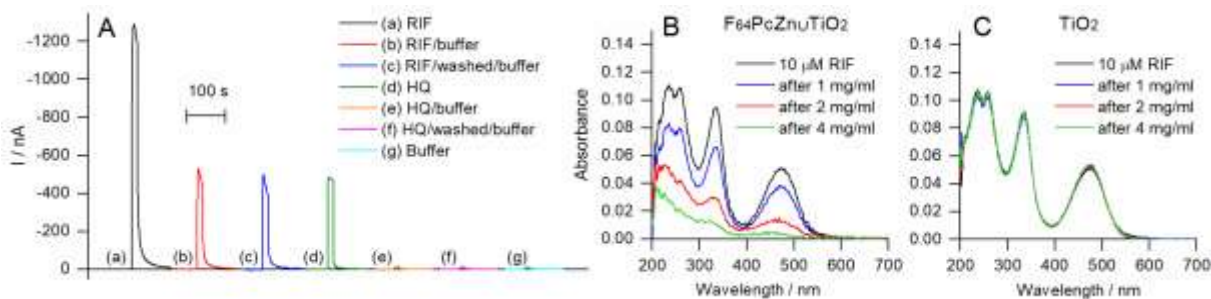 A
-1200
-1000
-800
-600
-400
-200
0
I / nA
100 s
(a) RIF
(b) RIF/buffer
(c) RIF/washed/buffer
(d) HQ
(e) HQ/buffer
(f) HQ/washed/buffer
(g) Buffer
(a) (b) (c) (d) (e) (f) (g)
B
F64PcZn∪TiO2
0.14
0.12
0.10
0.08
0.06
0.04
0.02
0.00
Absorbance
10 μM RIF
after 1 mg/ml
after 2 mg/ml
after 4 mg/ml
200 300 400 500 600 700
Wavelength / nm
C
TiO2
0.14
0.12
0.10
0.08
0.06
0.04
0.02
0.00
10 μM RIF
after 1 mg/ml
after 2 mg/ml
after 4 mg/ml
200 300 400 500 600 700
Wavelength / nm